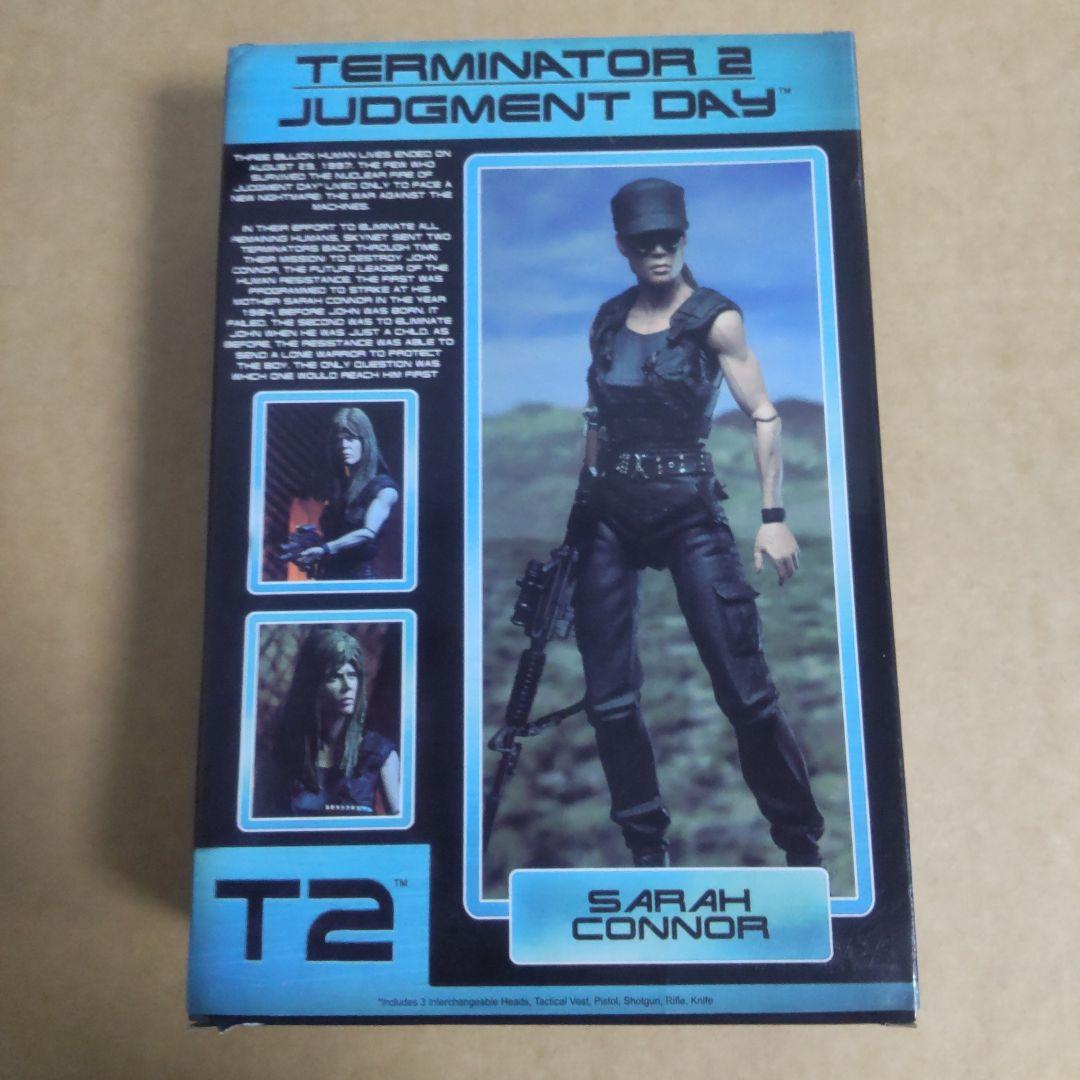 TERMINATOR 2
JUDGMENT DAY™
THREE BILLION HUMAN LIVES ENDED ON
AUGUST 29, 1997. THE FEW WHO
SURVIVED THE NUCLEAR FIRE OF
JUDGMENT DAY LIVED ONLY TO FACE A
NEW NIGHTMARE: THE WAR AGAINST THE
MACHINES.
IN THEIR EFFORT TO ELIMINATE ALL
REMAINING HUMANS, SKYNET SENT TWO
TERMINATORS BACK THROUGH TIME.
THEIR MISSION: TO DESTROY JOHN
CONNOR, THE FUTURE LEADER OF THE
HUMAN RESISTANCE. THE FIRST WAS
PROGRAMMED TO STRIKE AT HIS
MOTHER SARAH CONNOR IN THE YEAR
1984, BEFORE JOHN WAS BORN. IT
FAILED. THE SECOND WAS TO ELIMINATE
JOHN WHEN HE WAS JUST A CHILD. AS
BEFORE, THE RESISTANCE WAS ABLE TO
SEND A LONE WARRIOR TO PROTECT
THE BOY. THE ONLY QUESTION WAS
WHICH ONE WOULD REACH HIM FIRST
SARAH
CONNOR
T2™
*Includes 3 Interchangeable Heads, Tactical Vest, Pistol, Shotgun, Rifle, Knife